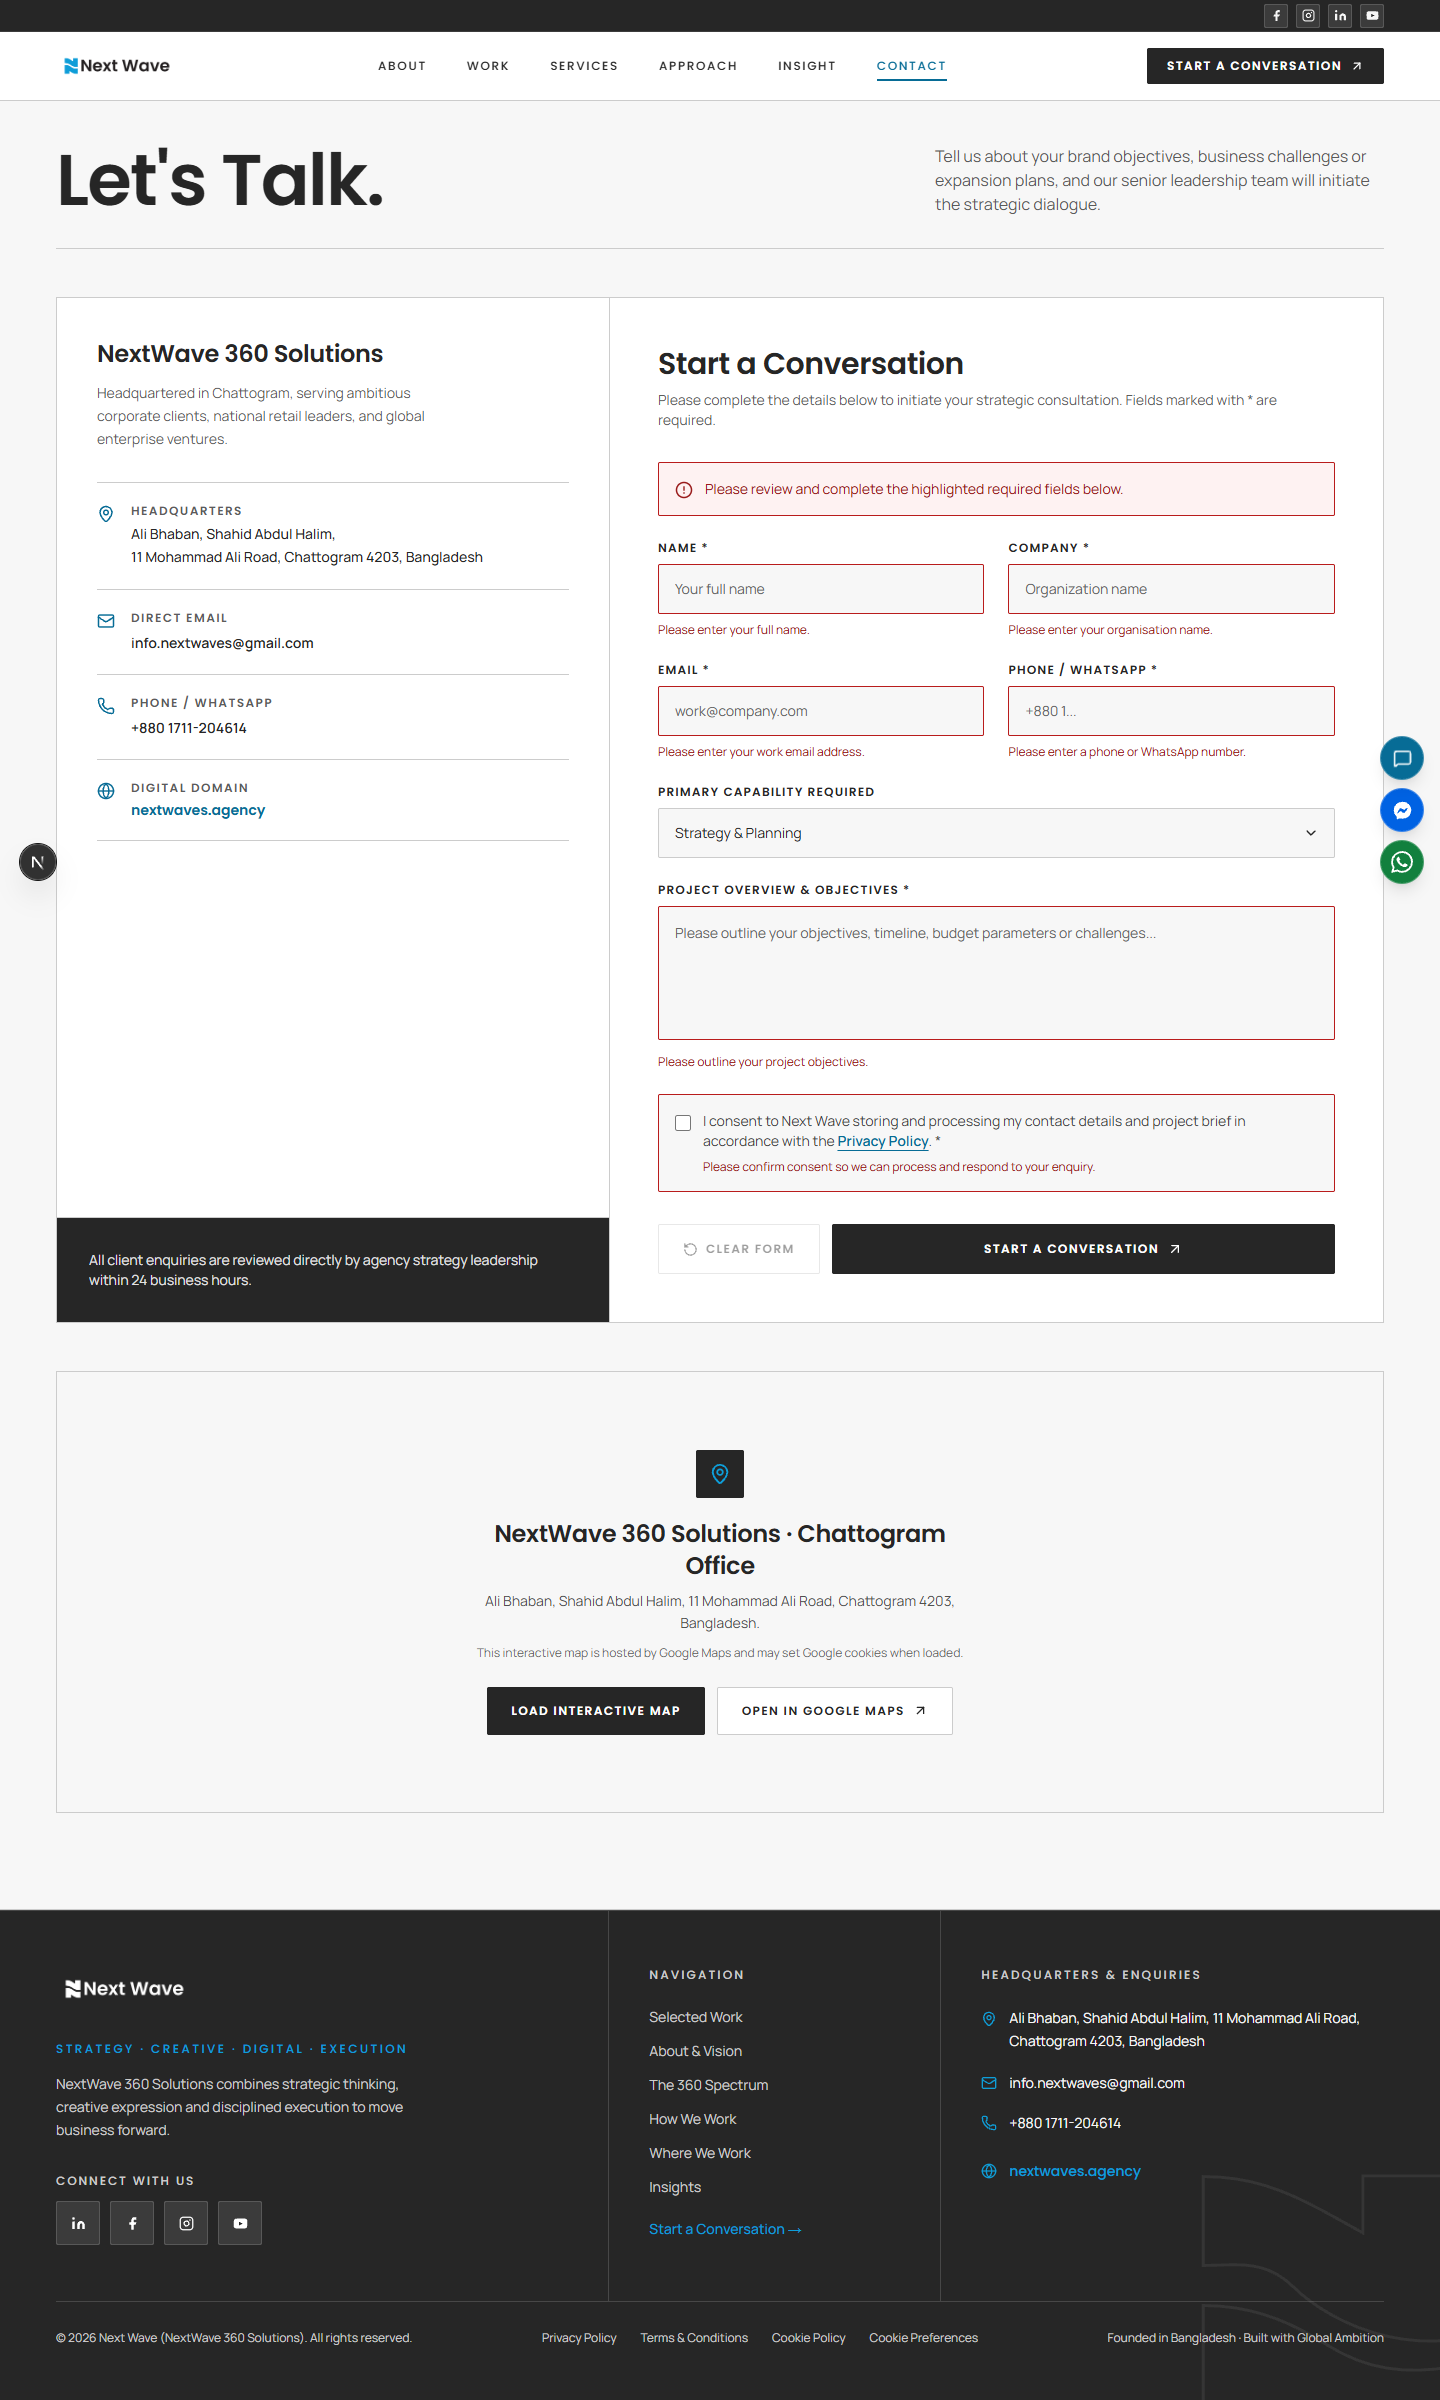 Next Wave
ABOUT
WORK
SERVICES
APPROACH
INSIGHT
CONTACT
START A CONVERSATION
Let's Talk.
Tell us about your brand objectives, business challenges or
expansion plans, and our senior leadership team will initiate
the strategic dialogue.
NextWave 360 Solutions
Headquartered in Chattogram, serving ambitious
corporate clients, national retail leaders, and global
enterprise ventures.
HEADQUARTERS
Ali Bhaban, Shahid Abdul Halim,
11 Mohammad Ali Road, Chattogram 4203, Bangladesh
DIRECT EMAIL
info.nextwaves@gmail.com
PHONE / WHATSAPP
+880 1711-204614
DIGITAL DOMAIN
nextwaves.agency
All client enquiries are reviewed directly by agency strategy leadership
within 24 business hours.
Start a Conversation
Please complete the details below to initiate your strategic consultation. Fields marked with * are
required.
Please review and complete the highlighted required fields below.
NAME *
COMPANY *
Your full name
Organization name
Please enter your full name.
Please enter your organisation name.
EMAIL *
PHONE / WHATSAPP *
work@company.com
+880 1...
Please enter your work email address.
Please enter a phone or WhatsApp number.
PRIMARY CAPABILITY REQUIRED
Strategy & Planning
PROJECT OVERVIEW & OBJECTIVES *
Please outline your objectives, timeline, budget parameters or challenges...
Please outline your project objectives.
I consent to Next Wave storing and processing my contact details and project brief in
accordance with the Privacy Policy. *
Please confirm consent so we can process and respond to your enquiry.
CLEAR FORM
START A CONVERSATION
N
NextWave 360 Solutions · Chattogram
Office
Ali Bhaban, Shahid Abdul Halim, 11 Mohammad Ali Road, Chattogram 4203,
Bangladesh.
This interactive map is hosted by Google Maps and may set Google cookies when loaded.
LOAD INTERACTIVE MAP
OPEN IN GOOGLE MAPS
Next Wave
STRATEGY · CREATIVE · DIGITAL · EXECUTION
NextWave 360 Solutions combines strategic thinking,
creative expression and disciplined execution to move
business forward.
CONNECT WITH US
NAVIGATION
Selected Work
About & Vision
The 360 Spectrum
How We Work
Where We Work
Insights
Start a Conversation →
HEADQUARTERS & ENQUIRIES
Ali Bhaban, Shahid Abdul Halim, 11 Mohammad Ali Road,
Chattogram 4203, Bangladesh
info.nextwaves@gmail.com
+880 1711-204614
nextwaves.agency
© 2026 Next Wave (NextWave 360 Solutions). All rights reserved.
Privacy Policy
Terms & Conditions
Cookie Policy
Cookie Preferences
Founded in Bangladesh · Built with Global Ambition